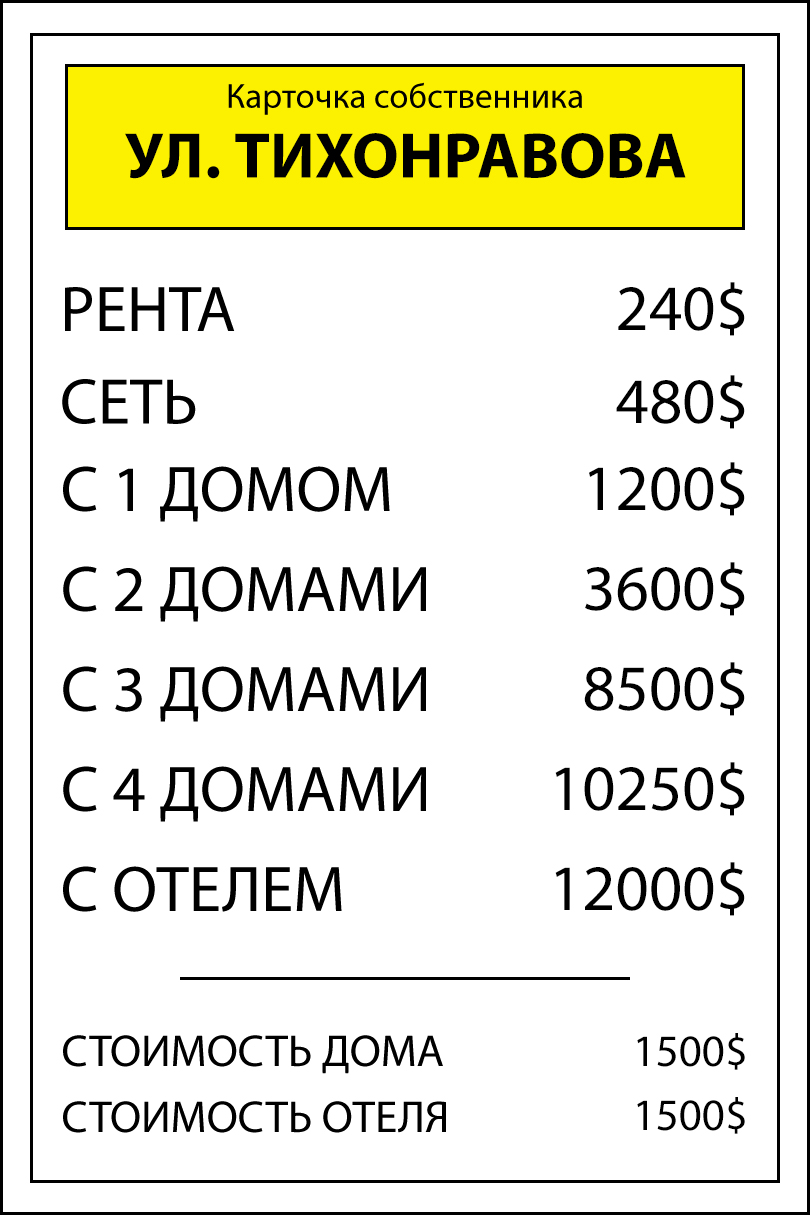 Карточка собственника
УЛ. ТИХОНРАВОВА
РЕНТА 240$
СЕТЬ 480$
С 1 ДОМОМ 1200$
С 2 ДОМАМИ 3600$
С 3 ДОМАМИ 8500$
С 4 ДОМАМИ 10250$
С ОТЕЛЕМ 12000$
СТОИМОСТЬ ДОМА 1500$
СТОИМОСТЬ ОТЕЛЯ 1500$